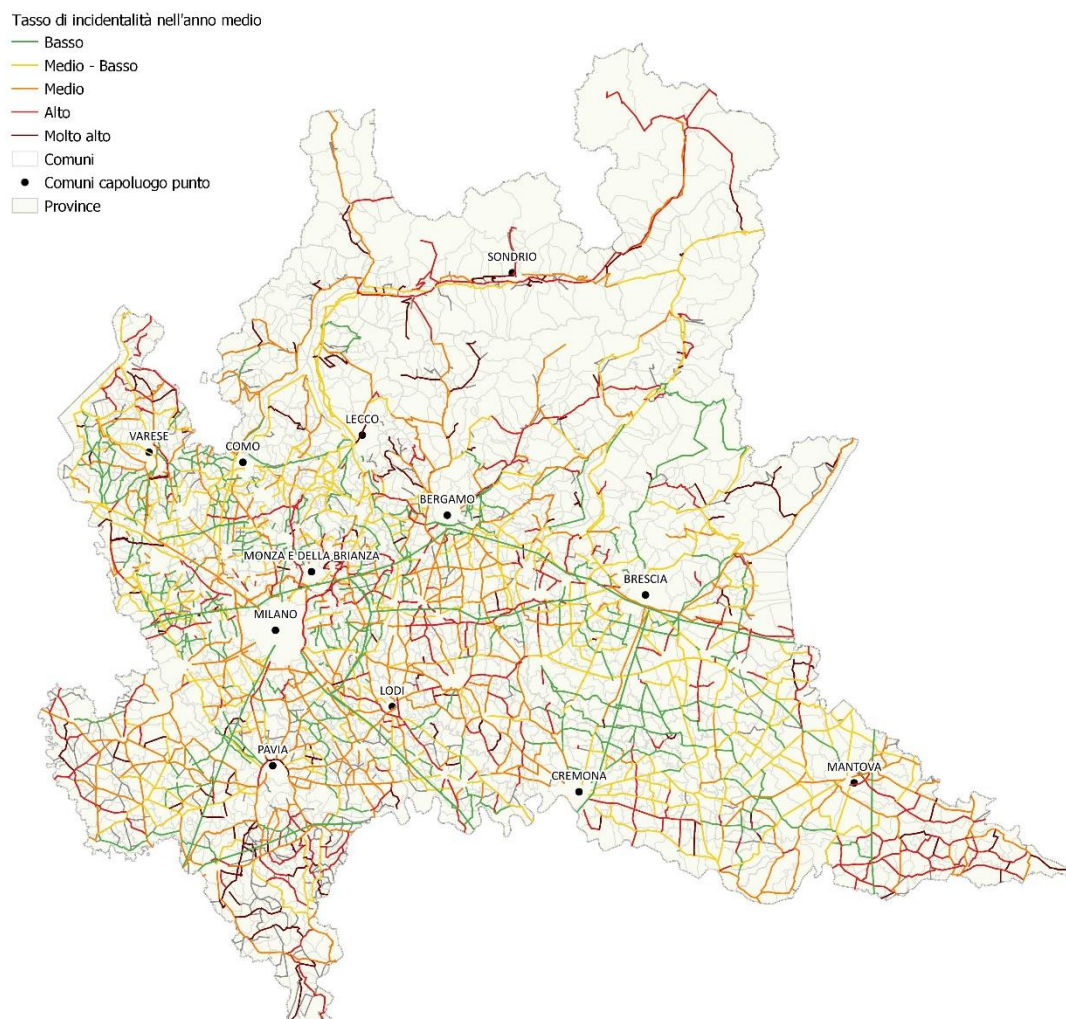 Tasso di incidentalità nell'anno medio
Basso
Medio - Basso
Medio
Alto
Molto alto
Comuni
Comuni capoluogo punto
Province
SONDRIO
LECCO
VARESE
COMO
BERGAMO
MONZA E DELLA BRIANZA
BRESCIA
MILANO
LODI
PAVIA
CREMONA
MANTOVA